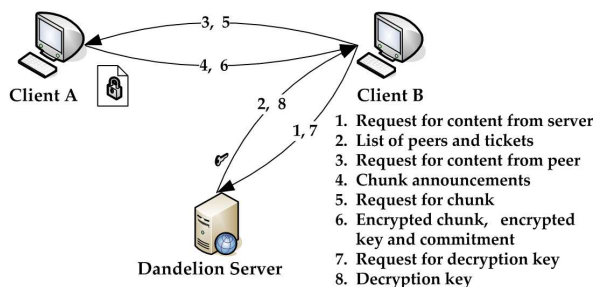 3, 5
4, 6
Client A
Client B
2, 8
1, 7
1. Request for content from server
2. List of peers and tickets
3. Request for content from peer
4. Chunk announcements
5. Request for chunk
6. Encrypted chunk, encrypted
key and commitment
7. Request for decryption key
8. Decryption key
Dandelion Server